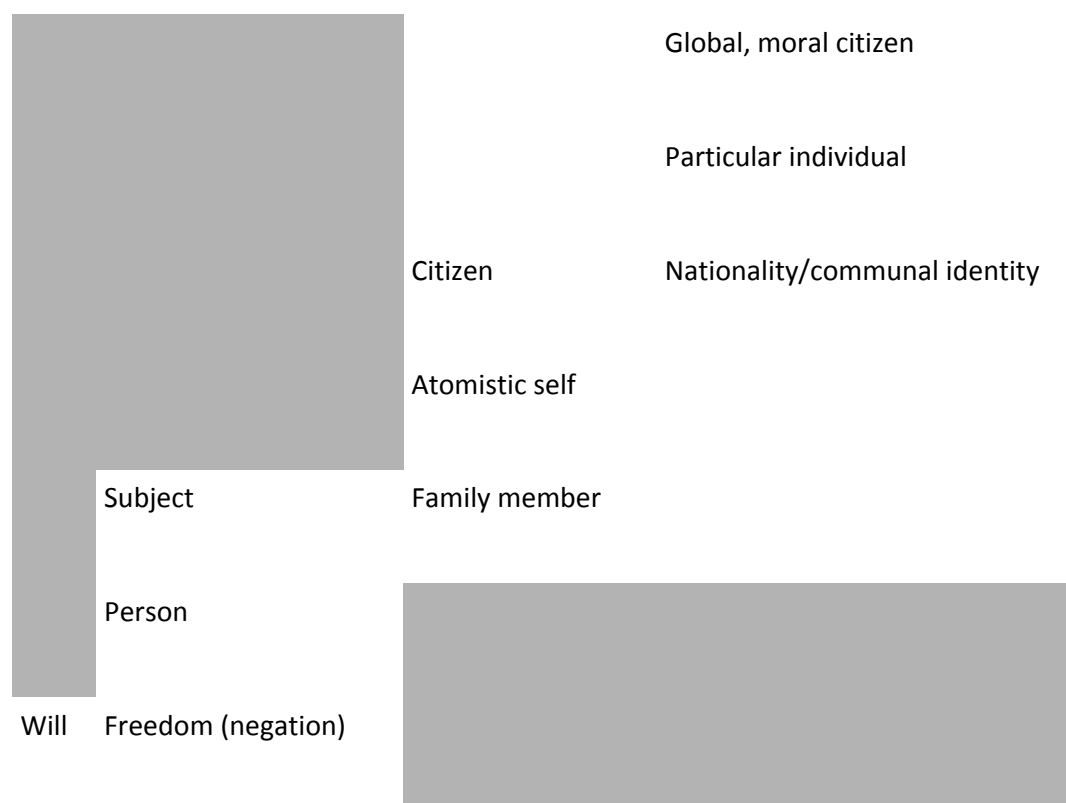 Global, moral citizen
Particular individual
Citizen Nationality/communal identity
Atomistic self
Subject Family member
Person
Will Freedom (negation)